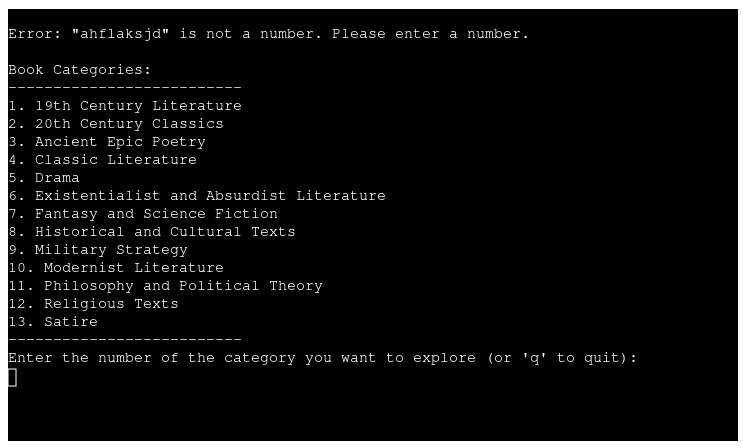 Error: "ahflaksjd" is not a number. Please enter a number.
Book Categories:
--------------------------
1. 19th Century Literature
2. 20th Century Classics
3. Ancient Epic Poetry
4. Classic Literature
5. Drama
6. Existentialist and Absurdist Literature
7. Fantasy and Science Fiction
8. Historical and Cultural Texts
9. Military Strategy
10. Modernist Literature
11. Philosophy and Political Theory
12. Religious Texts
13. Satire
--------------------------
Enter the number of the category you want to explore (or 'q' to quit):